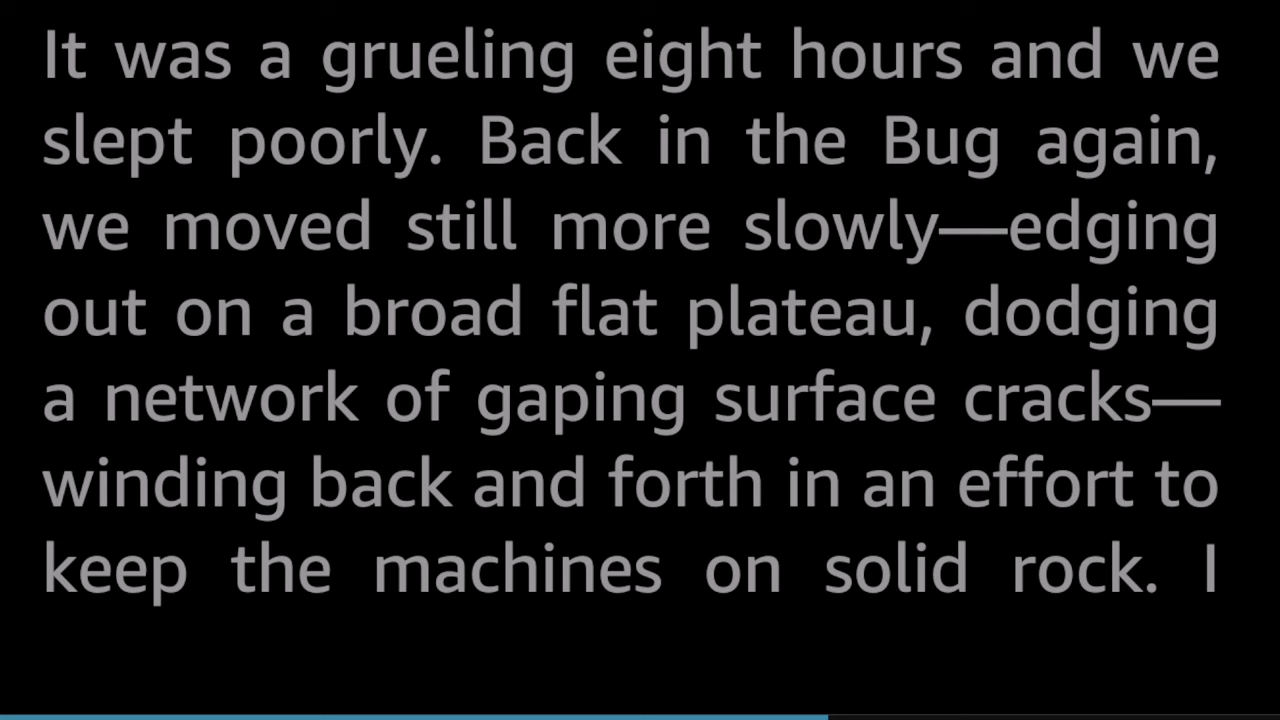 It was a grueling eight hours and we
slept poorly. Back in the Bug again,
we moved still more slowly—edging
out on a broad flat plateau, dodging
a network of gaping surface cracks—
winding back and forth in an effort to
keep the machines on solid rock. I